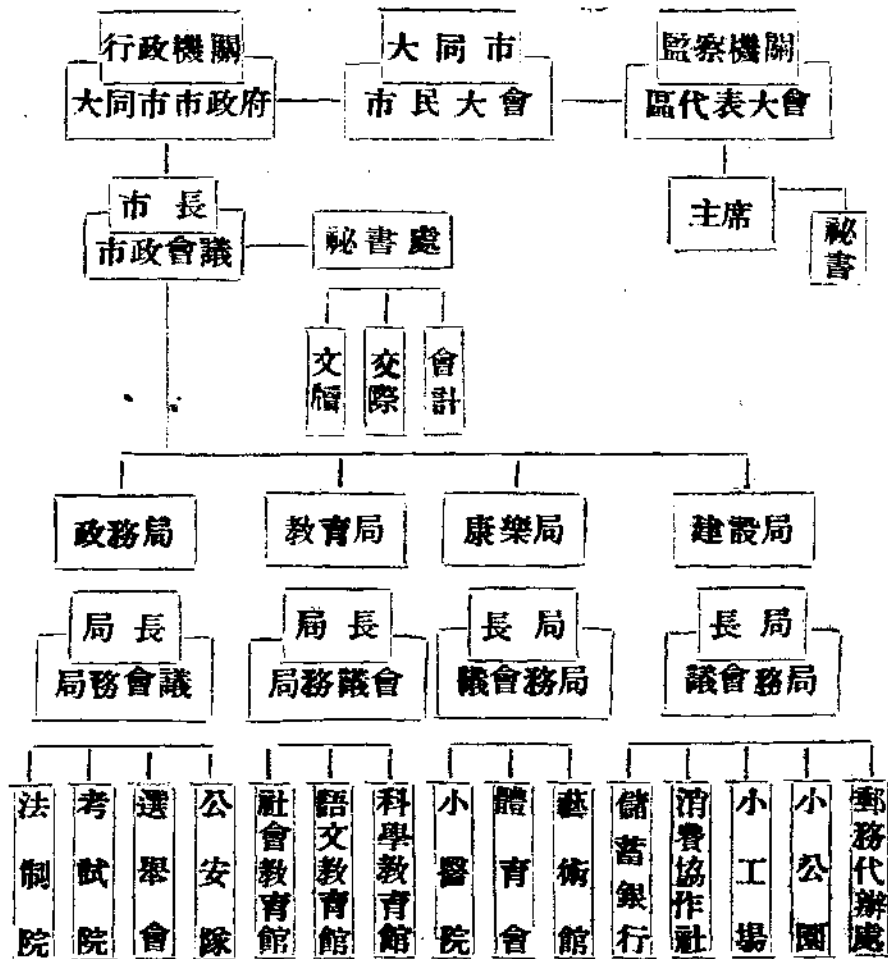 行政機關
大同市市政府
大同市
市民大會
監察機關
區代表大會
市長
市政會議
祕書處
主席
祕書
文牘
交際
會計
政務局
教育局
康樂局
建設局
局長
局務會議
局長
局務議會
長局
議會務局
長局
議會務局
法制院
考試院
選舉會
公安隊
社會教育館
語文教育館
科學教育館
小醫院
體育會
藝術館
儲蓄銀行
消費協作社
小工場
小公園
郵務代辦處